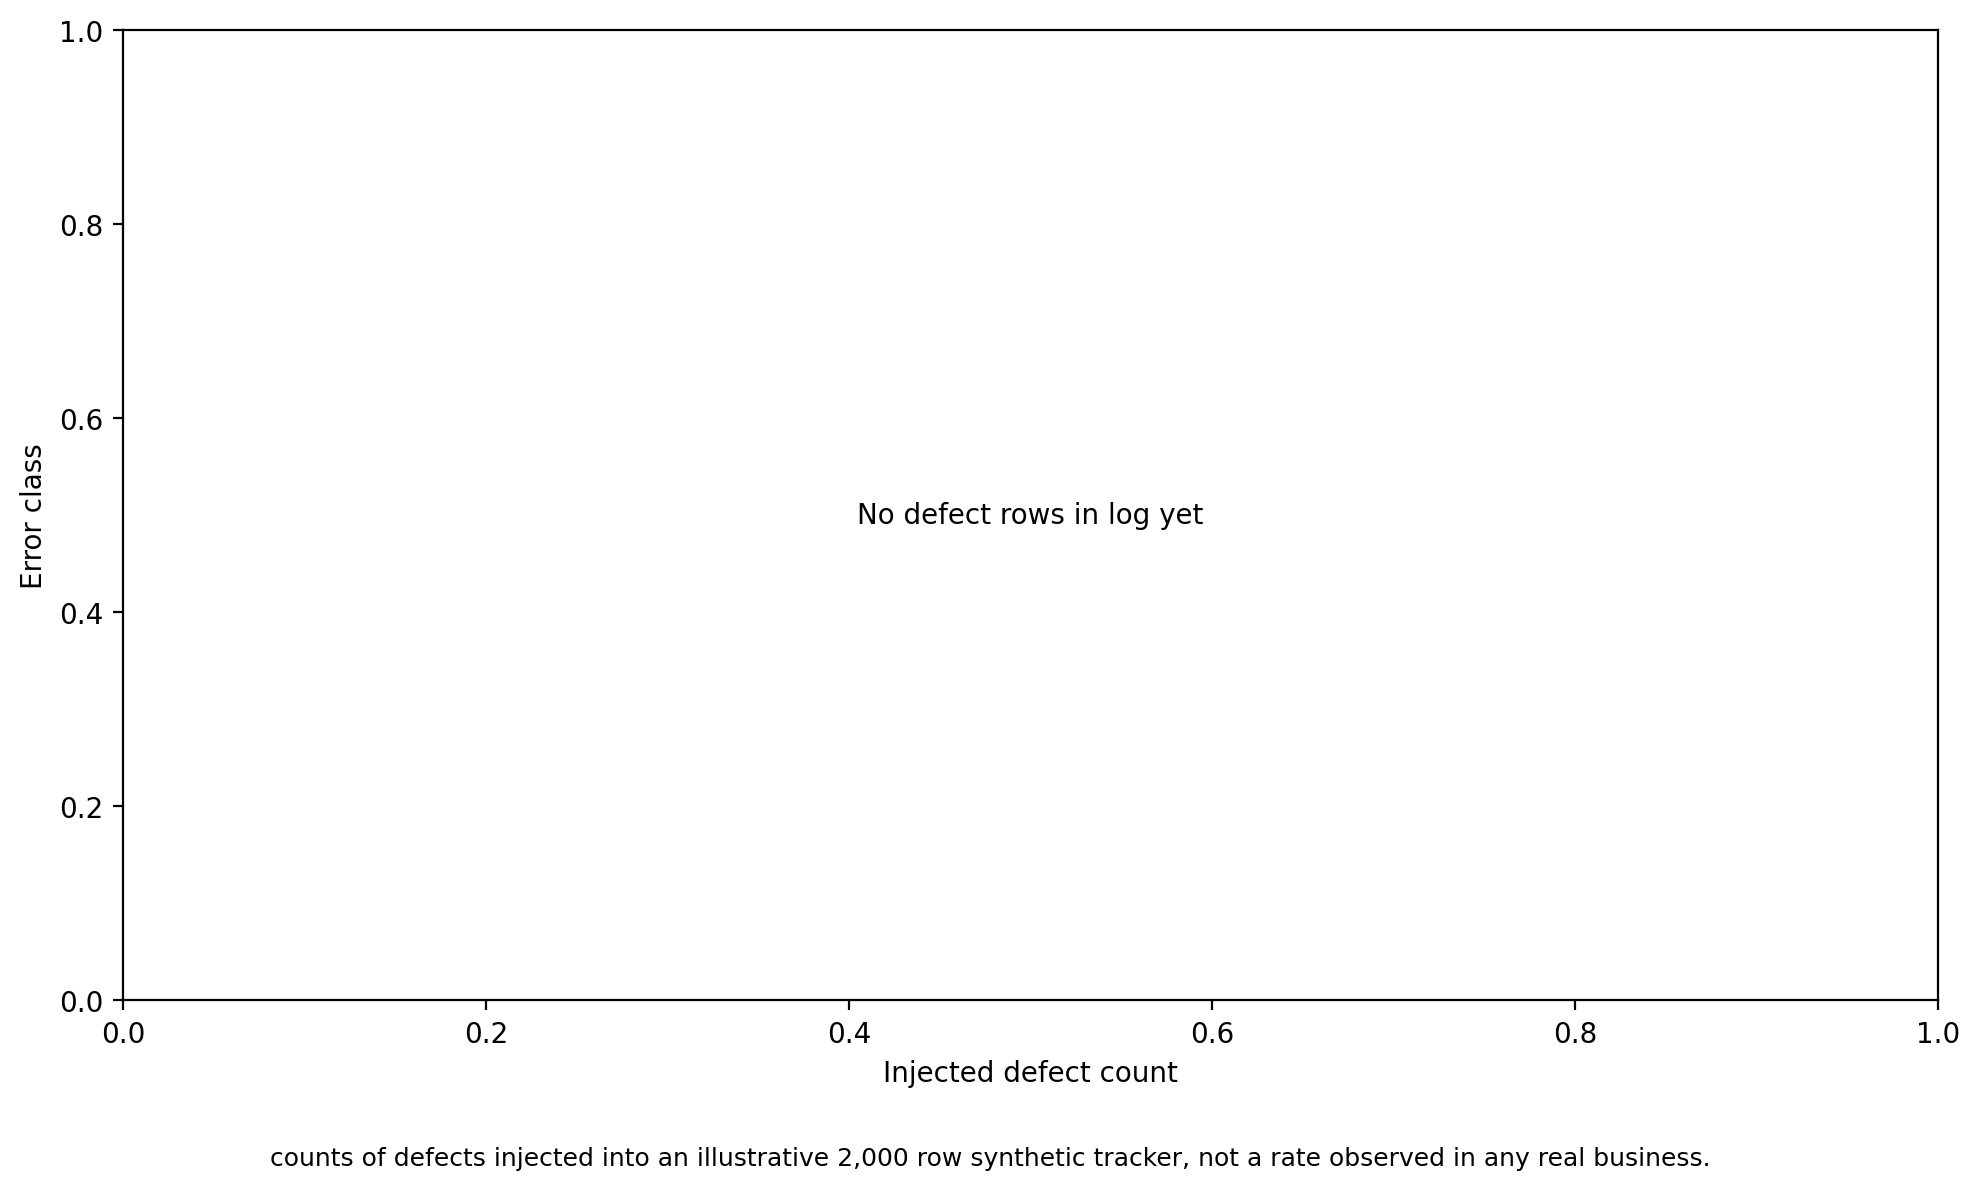 1.0
0.8
0.6
0.4
0.2
0.0
Error class
No defect rows in log yet
0.0 0.2 0.4 0.6 0.8 1.0
Injected defect count
counts of defects injected into an illustrative 2,000 row synthetic tracker, not a rate observed in any real business.